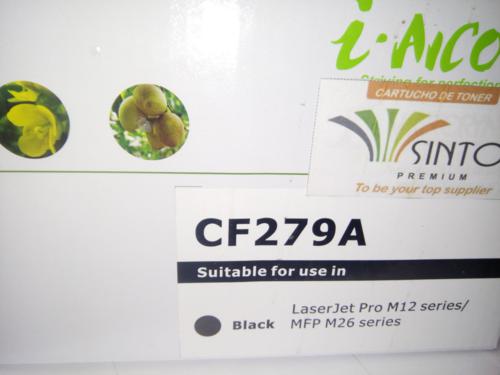 i-AICO
Striving for perfection
CARTUCHO DE TONER
SINTO
PREMIUM
To be your top supplier
CF279A
Suitable for use in
Black
LaserJet Pro M12 series/
MFP M26 series